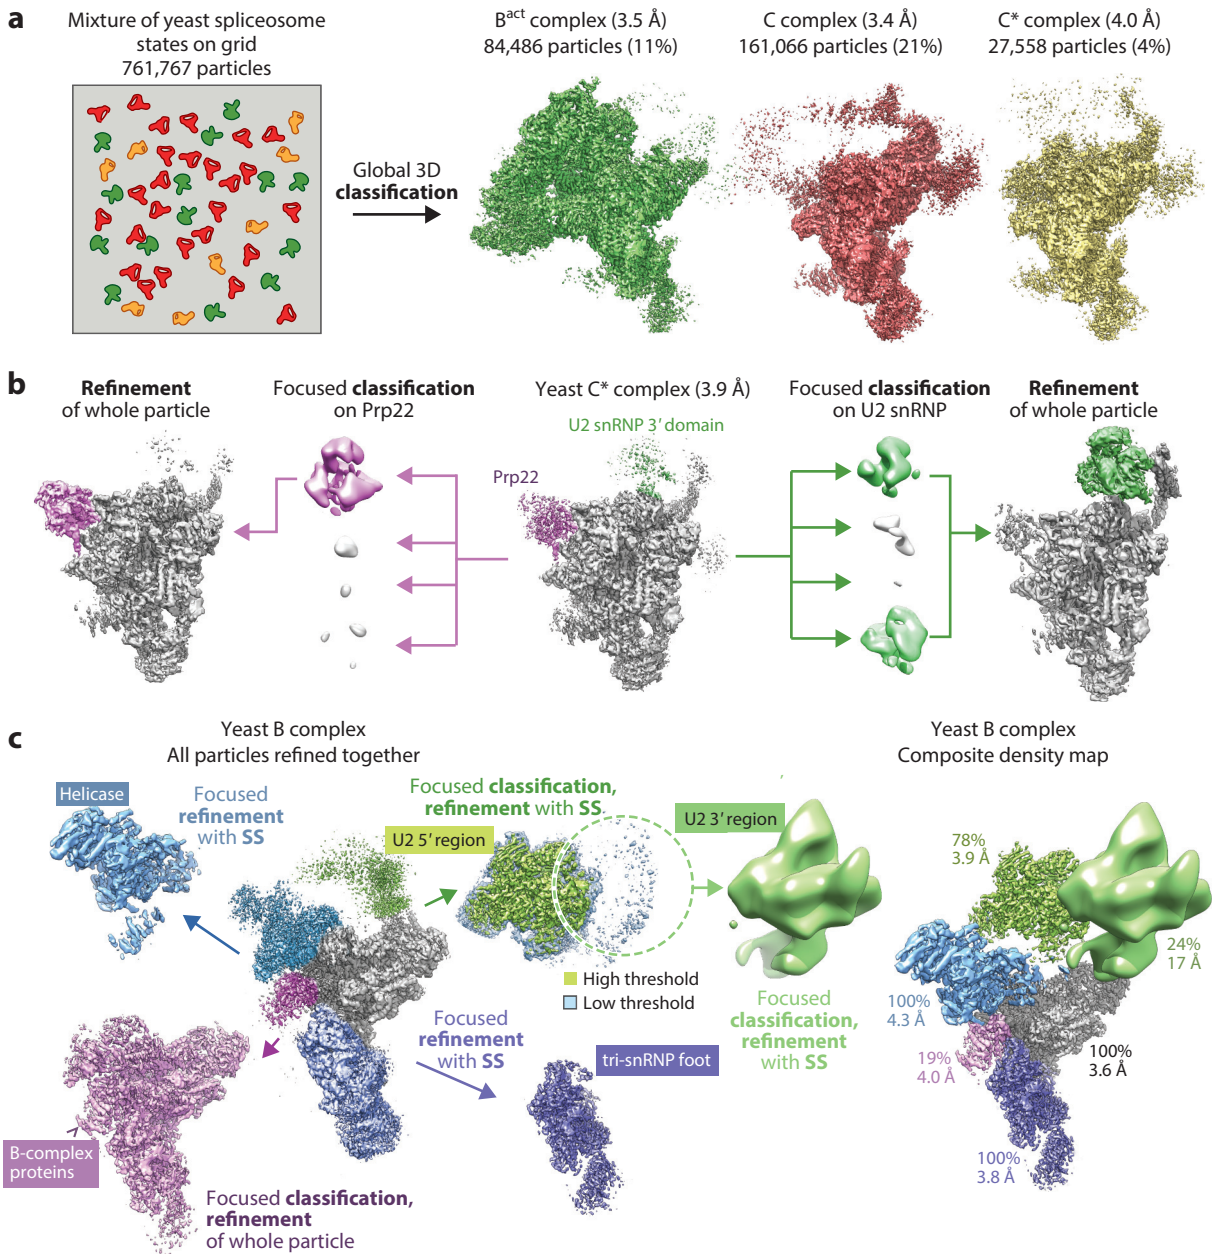 a
Mixture of yeast spliceosome
states on grid
761,767 particles
Global 3D
classification
Bact complex (3.5 Å)
84,486 particles (11%)
C complex (3.4 Å)
161,066 particles (21%)
C* complex (4.0 Å)
27,558 particles (4%)
b
Refinement
of whole particle
Focused classification
on Prp22
Yeast C* complex (3.9 Å)
U2 snRNP 3′ domain
Prp22
Focused classification
on U2 snRNP
Refinement
of whole particle
c
Yeast B complex
All particles refined together
Yeast B complex
Composite density map
Helicase
Focused
refinement
with SS
Focused classification,
refinement with SS
U2 5′ region
U2 3′ region
High threshold
Low threshold
Focused
classification,
refinement
with SS
Focused
refinement
with SS
tri-snRNP foot
B-complex
proteins
Focused classification,
refinement
of whole particle
78%
3.9 Å
24%
17 Å
100%
4.3 Å
19%
4.0 Å
100%
3.6 Å
100%
3.8 Å